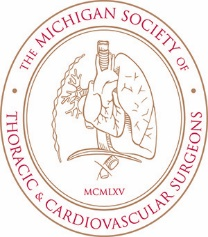 THE MICHIGAN SOCIETY OF
THORACIC & CARDIOVASCULAR SURGEONS
MCMLXV